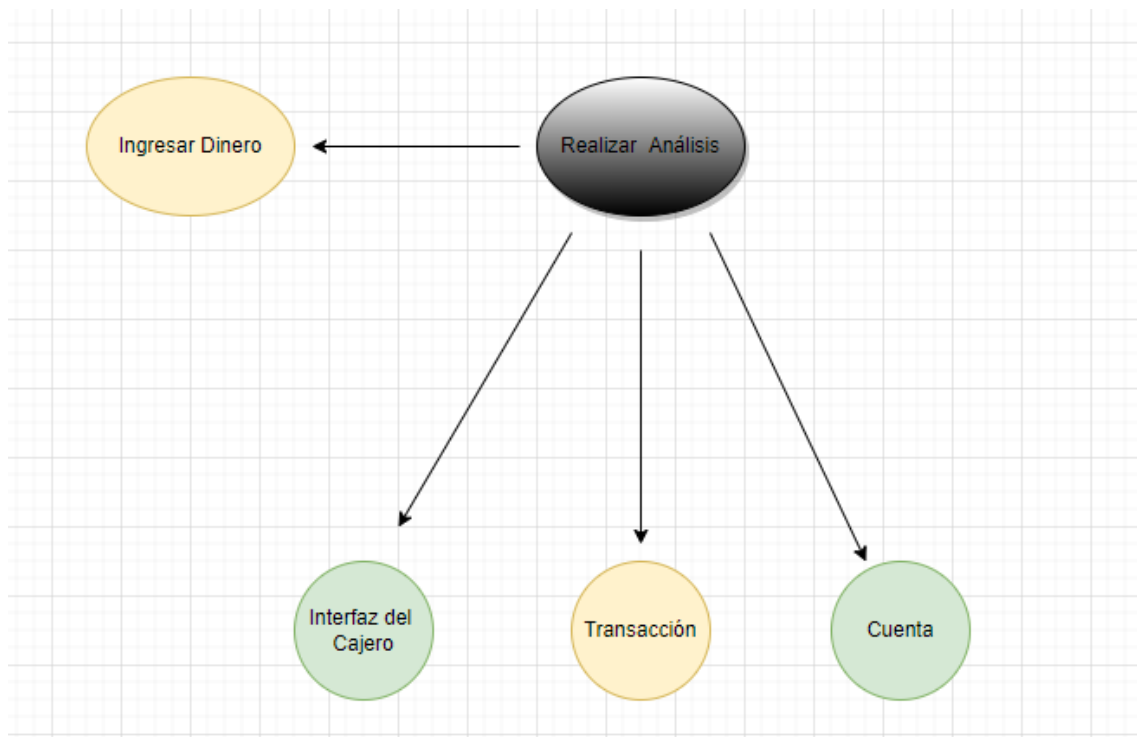 Ingresar Dinero
Realizar Análisis
Interfaz del
Cajero
Transacción
Cuenta